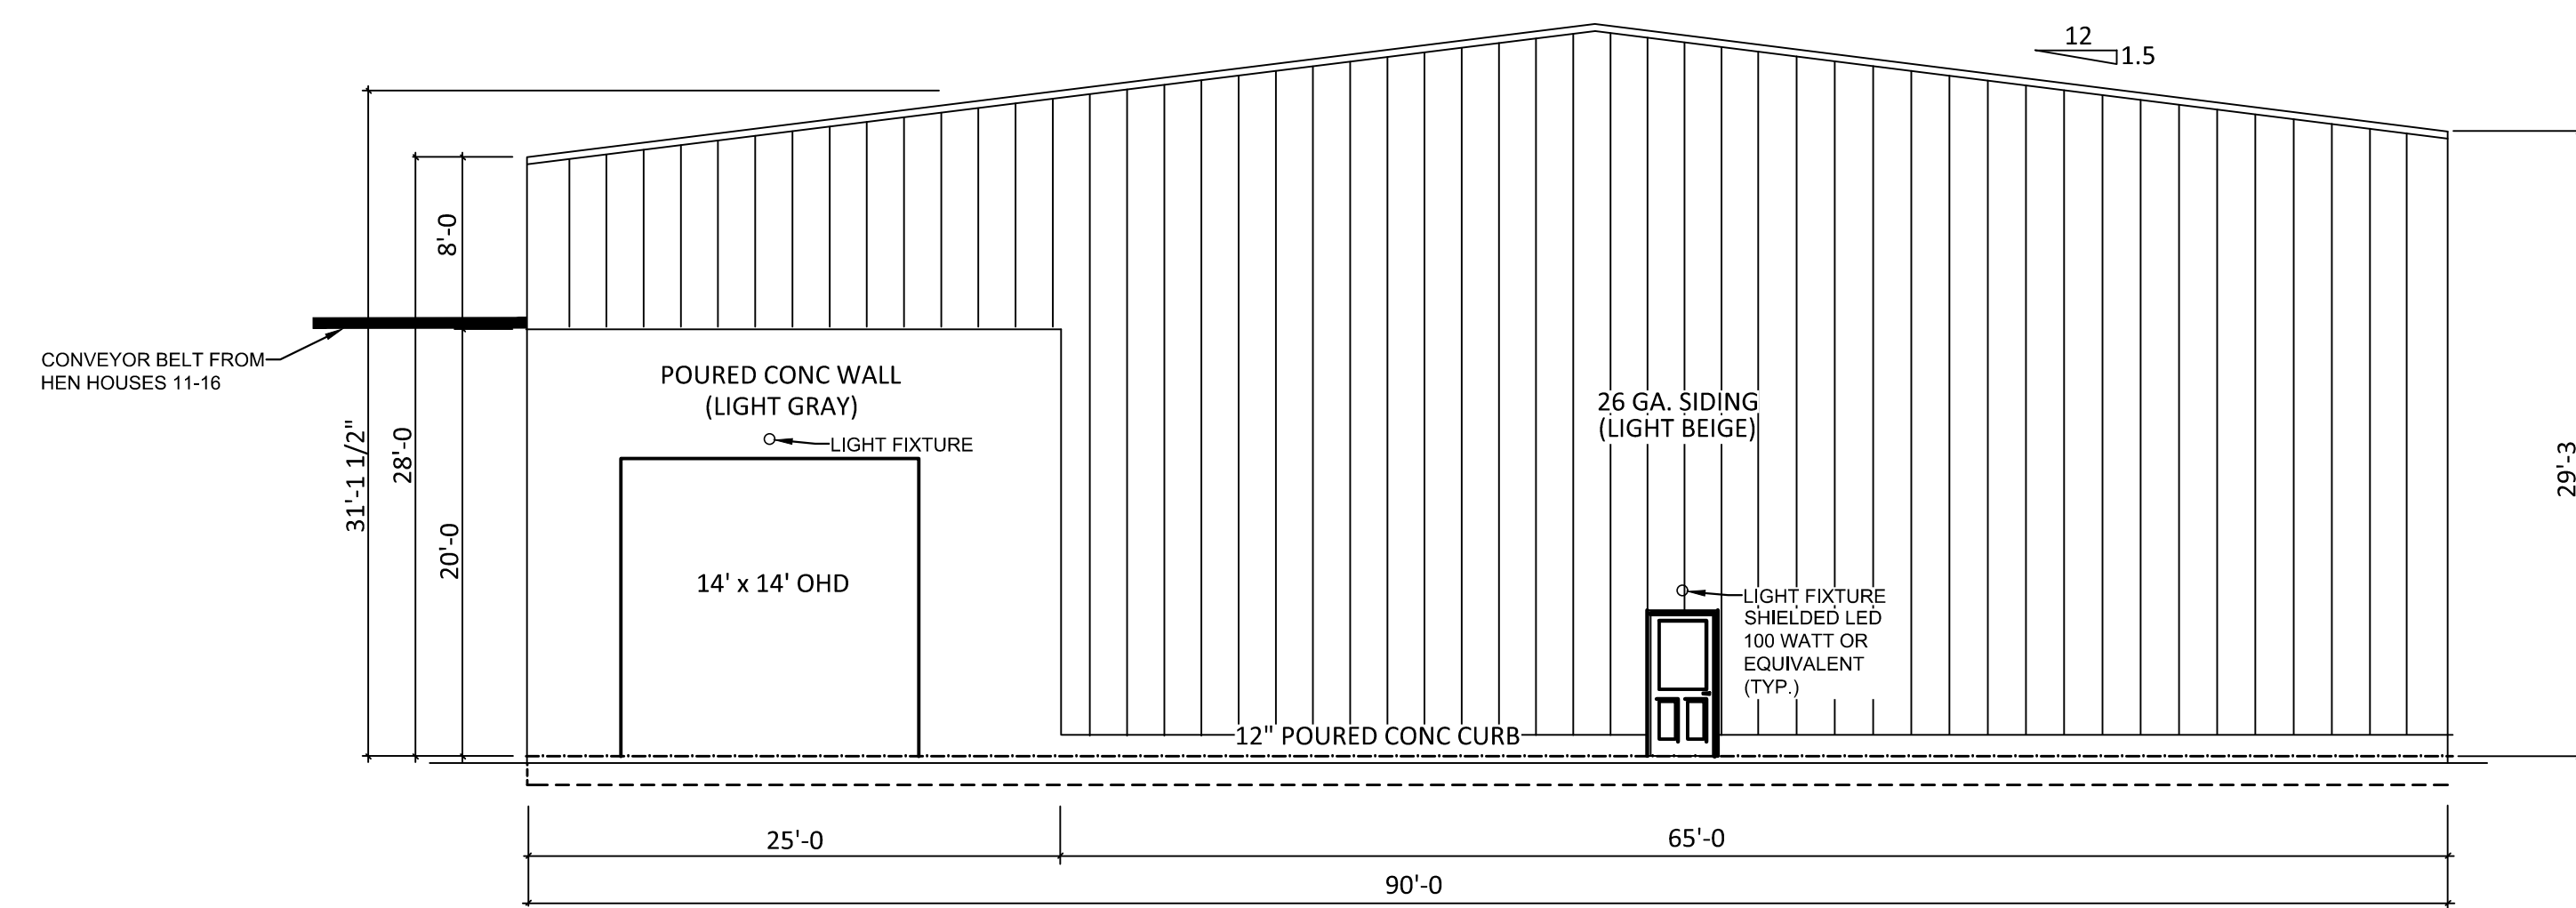 12
1.5
8'-0
CONVEYOR BELT FROM
HEN HOUSES 11-16
POURED CONC WALL
(LIGHT GRAY)
LIGHT FIXTURE
26 GA. SIDING
(LIGHT BEIGE)
31'-1 1/2"
28'-0
20'-0
29'-3
14' x 14' OHD
LIGHT FIXTURE
SHIELDED LED
100 WATT OR
EQUIVALENT
(TYP.)
12" POURED CONC CURB
25'-0
65'-0
90'-0